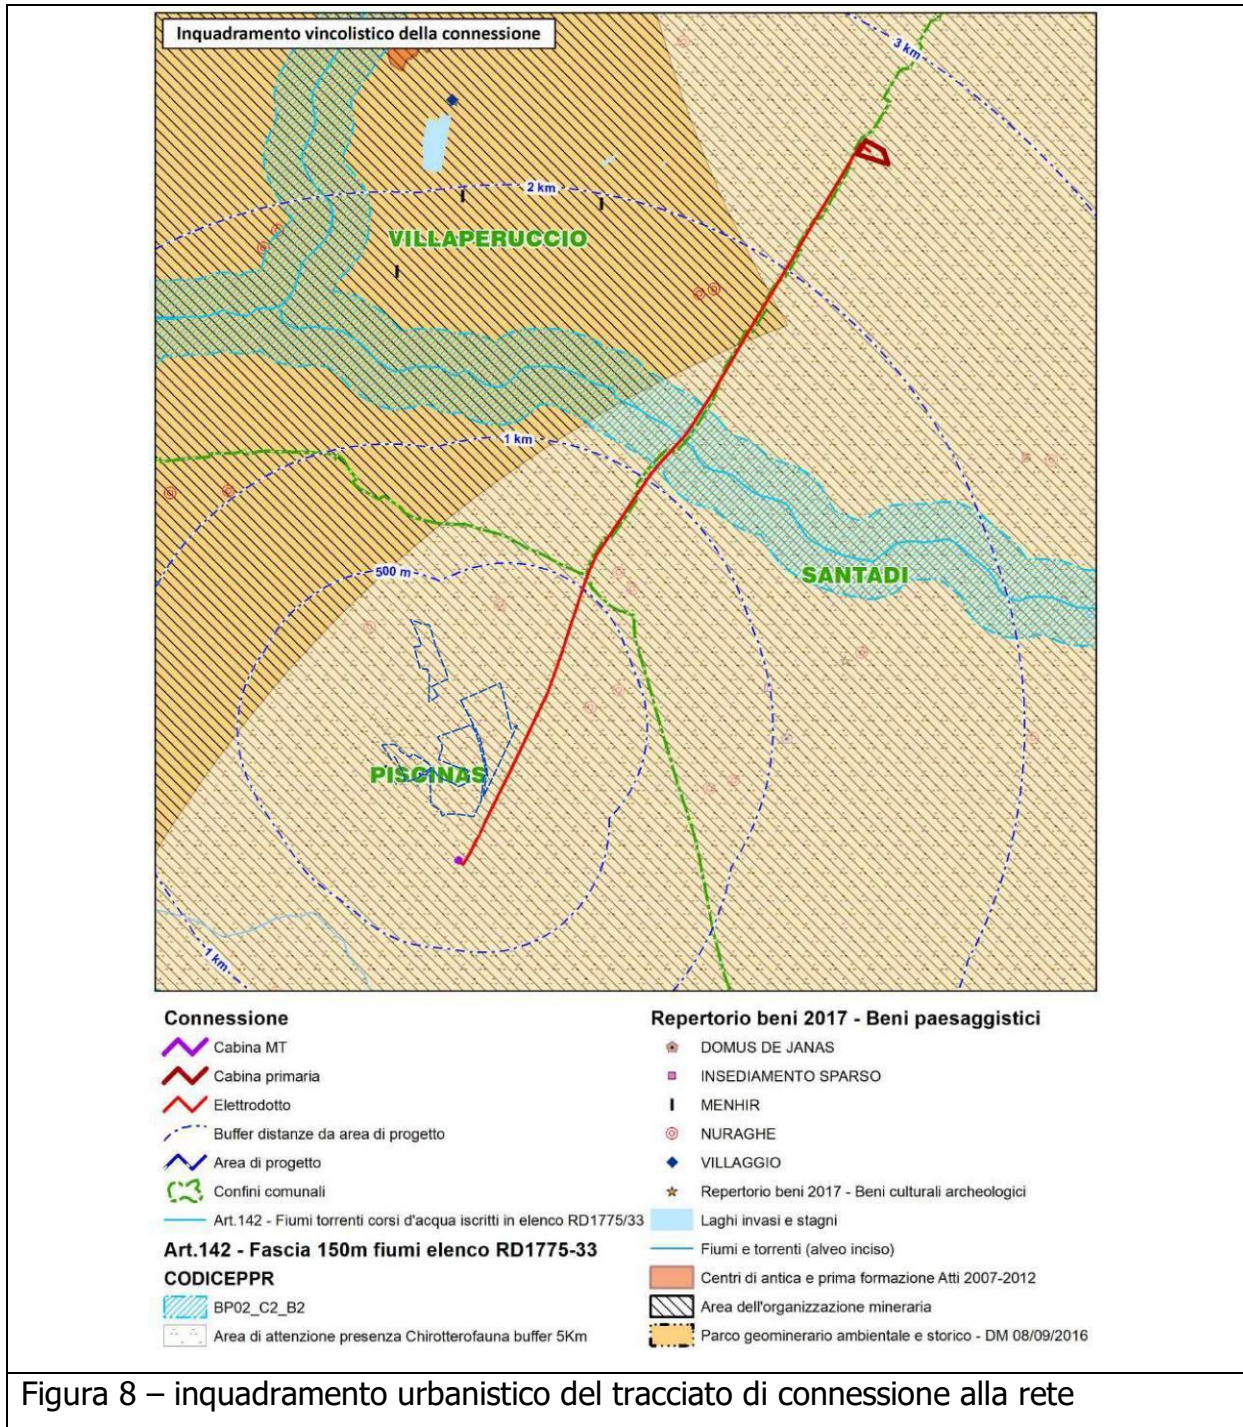 Inquadramento vincolistico della connessione
3 km
2 km
VILLAPERUCCIO
1 km
SANTADI
500 m
PISCINAS
1 km
Connessione
Cabina MT
Cabina primaria
Elettrodotto
Buffer distanze da area di progetto
Area di progetto
Confini comunali
Art.142 - Fiumi torrenti corsi d'acqua iscritti in elenco RD1775/33
Art.142 - Fascia 150m fiumi elenco RD1775-33
CODICEPPR
BP02_C2_B2
Area di attenzione presenza Chirotterofauna buffer 5Km
Repertorio beni 2017 - Beni paesaggistici
DOMUS DE JANAS
INSEDIAMENTO SPARSO
MENHIR
NURAGHE
VILLAGGIO
Repertorio beni 2017 - Beni culturali archeologici
Laghi invasi e stagni
Fiumi e torrenti (alveo inciso)
Centri di antica e prima formazione Atti 2007-2012
Area dell'organizzazione mineraria
Parco geominerario ambientale e storico - DM 08/09/2016
Figura 8 – inquadramento urbanistico del tracciato di connessione alla rete